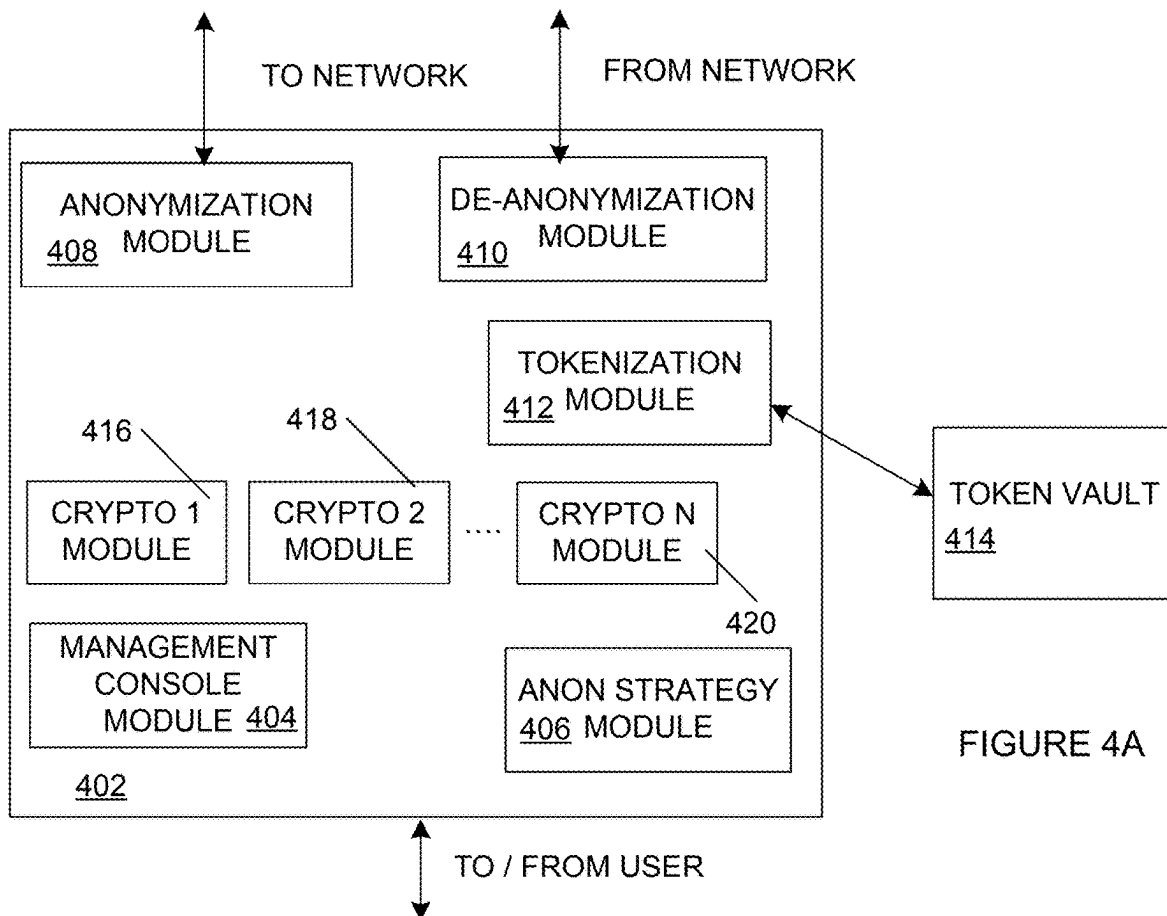 TO NETWORK
FROM NETWORK
ANONYMIZATION
MODULE
408
DE-ANONYMIZATION
MODULE
410
TOKENIZATION
MODULE
412
416
418
CRYPTO 1
MODULE
CRYPTO 2
MODULE
....
CRYPTO N
MODULE
420
TOKEN VAULT
414
MANAGEMENT
CONSOLE
MODULE 404
ANON STRATEGY
406 MODULE
402
FIGURE 4A
TO / FROM USER